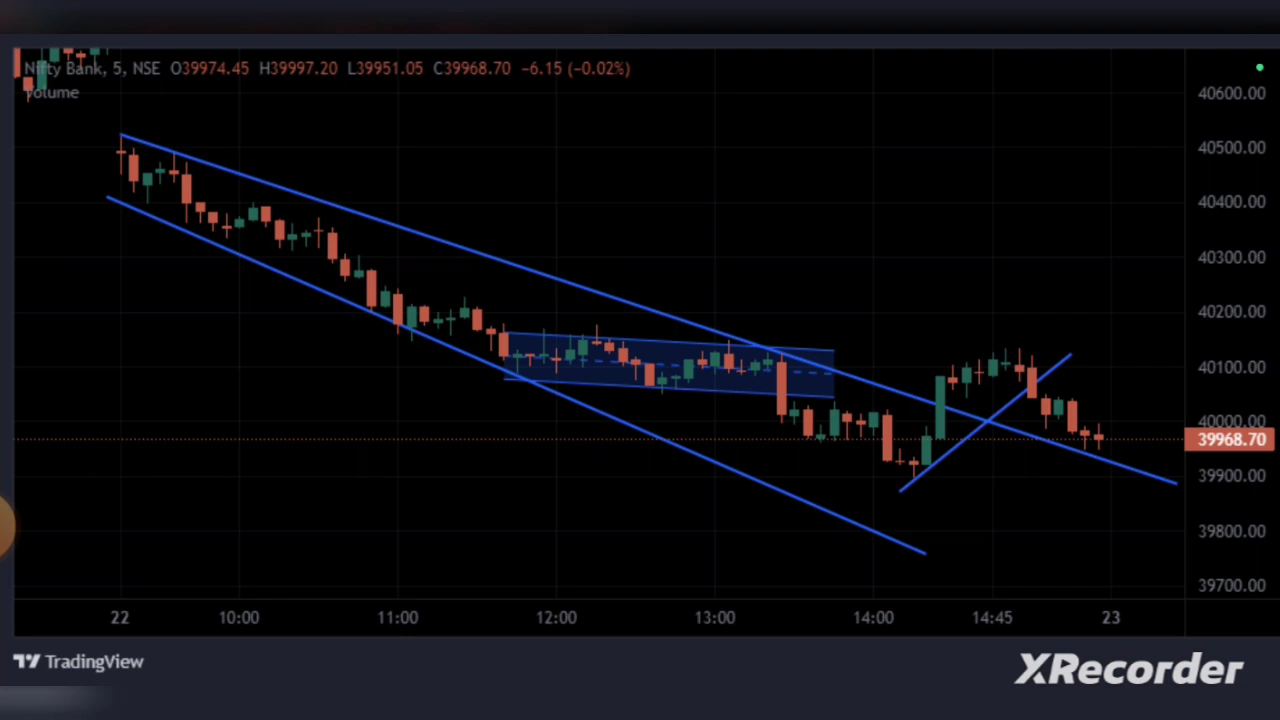 Nifty Bank, 5, NSE O39974.45 H39997.20 L39951.05 C39968.70 −6.15 (−0.02%)
Volume
40600.00
40500.00
40400.00
40300.00
40200.00
40100.00
40000.00
39968.70
39900.00
39800.00
39700.00
22 10:00 11:00 12:00 13:00 14:00 14:45 23
TradingView
XRecorder